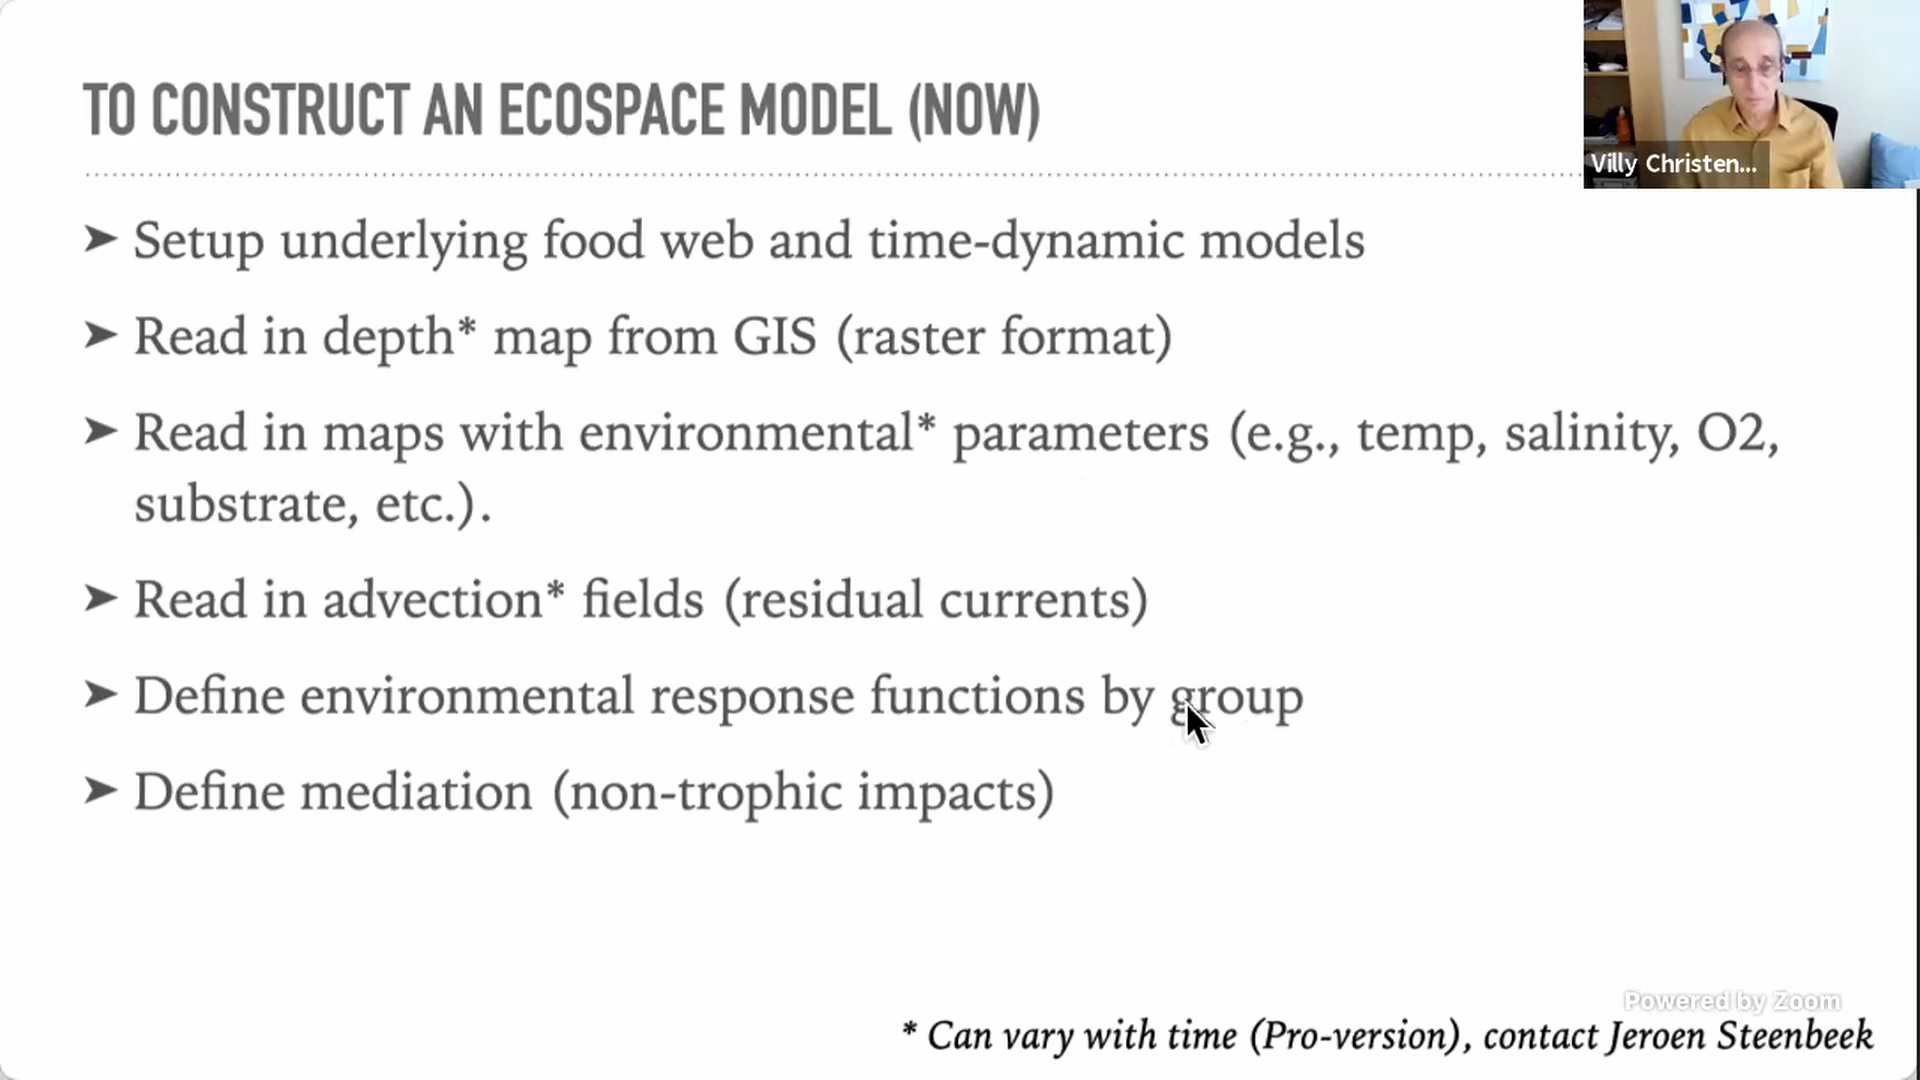 TO CONSTRUCT AN ECOSPACE MODEL (NOW)
Villy Christen...
➤ Setup underlying food web and time-dynamic models
➤ Read in depth* map from GIS (raster format)
➤ Read in maps with environmental* parameters (e.g., temp, salinity, O2,
substrate, etc.).
➤ Read in advection* fields (residual currents)
➤ Define environmental response functions by group
➤ Define mediation (non-trophic impacts)
Powered by Zoom
* Can vary with time (Pro-version), contact Jeroen Steenbeek